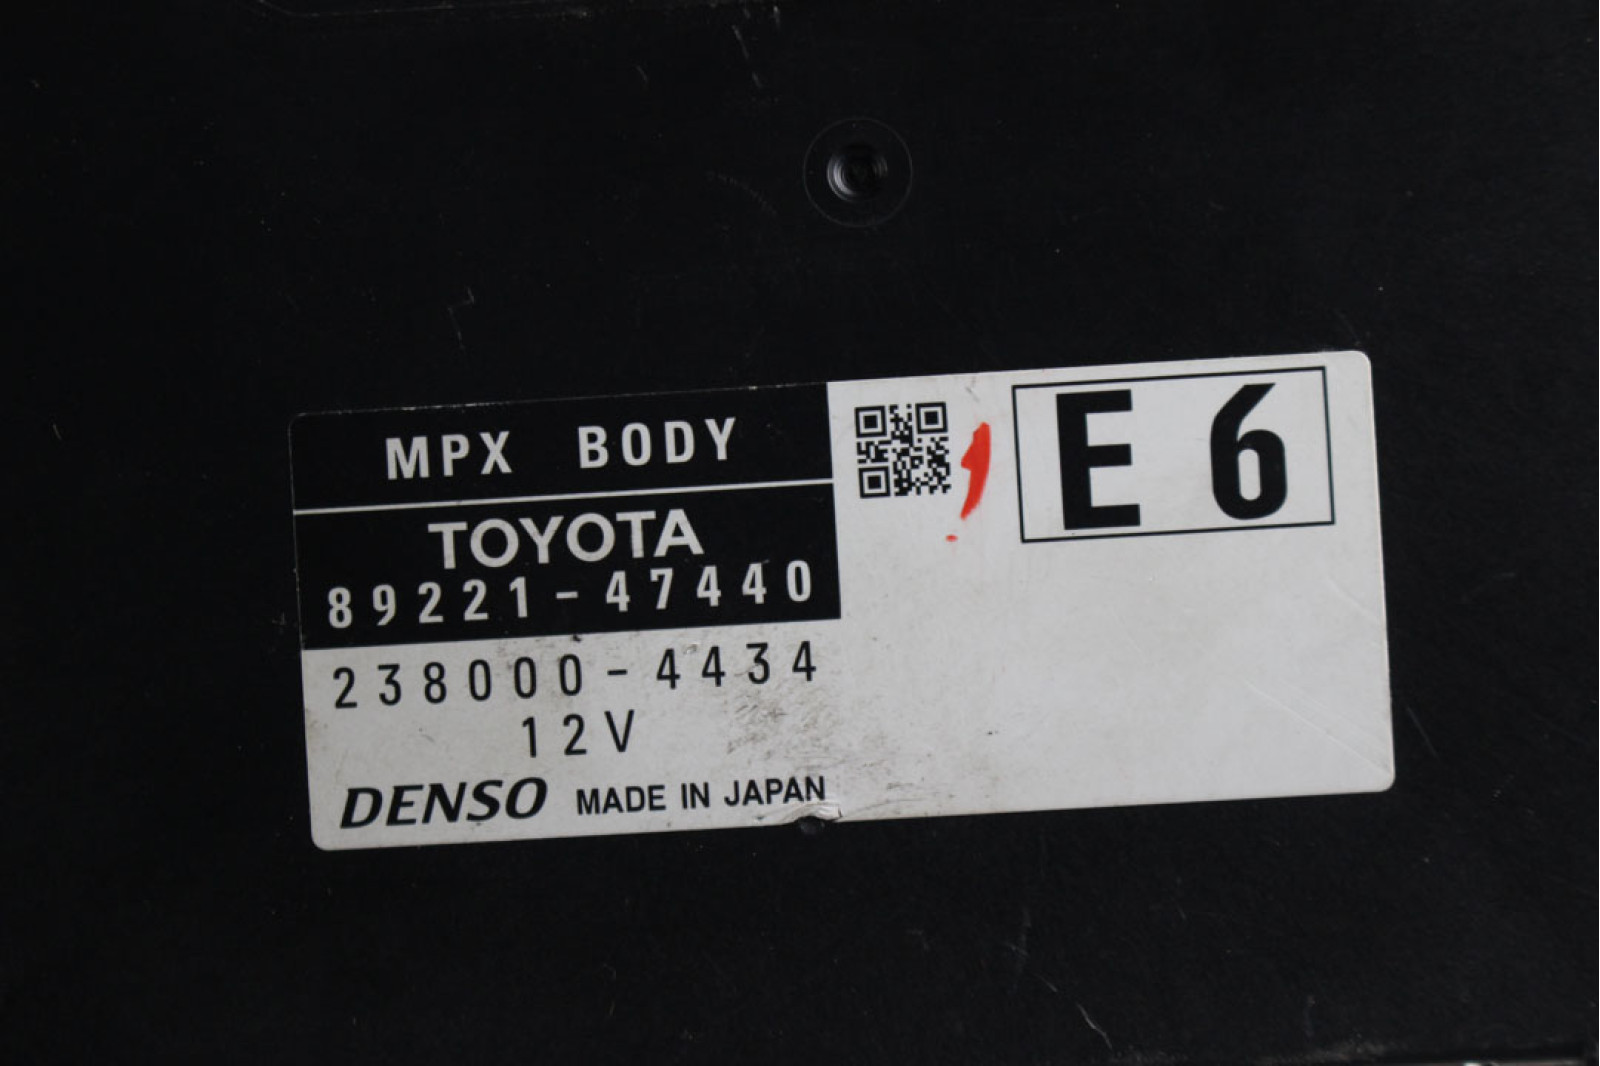 MPX BODY
TOYOTA
89221-47440
238000-4434
12V
DENSO MADE IN JAPAN
E 6